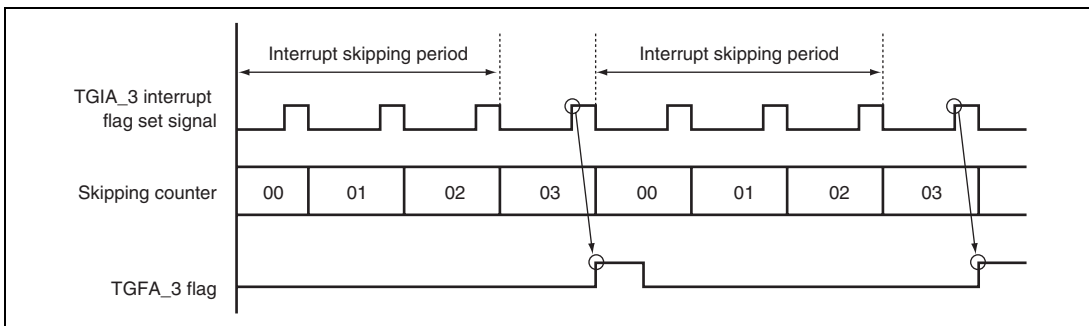 Interrupt skipping period
Interrupt skipping period
TGIA_3 interrupt
flag set signal
Skipping counter
00 01 02 03 00 01 02 03
TGFA_3 flag